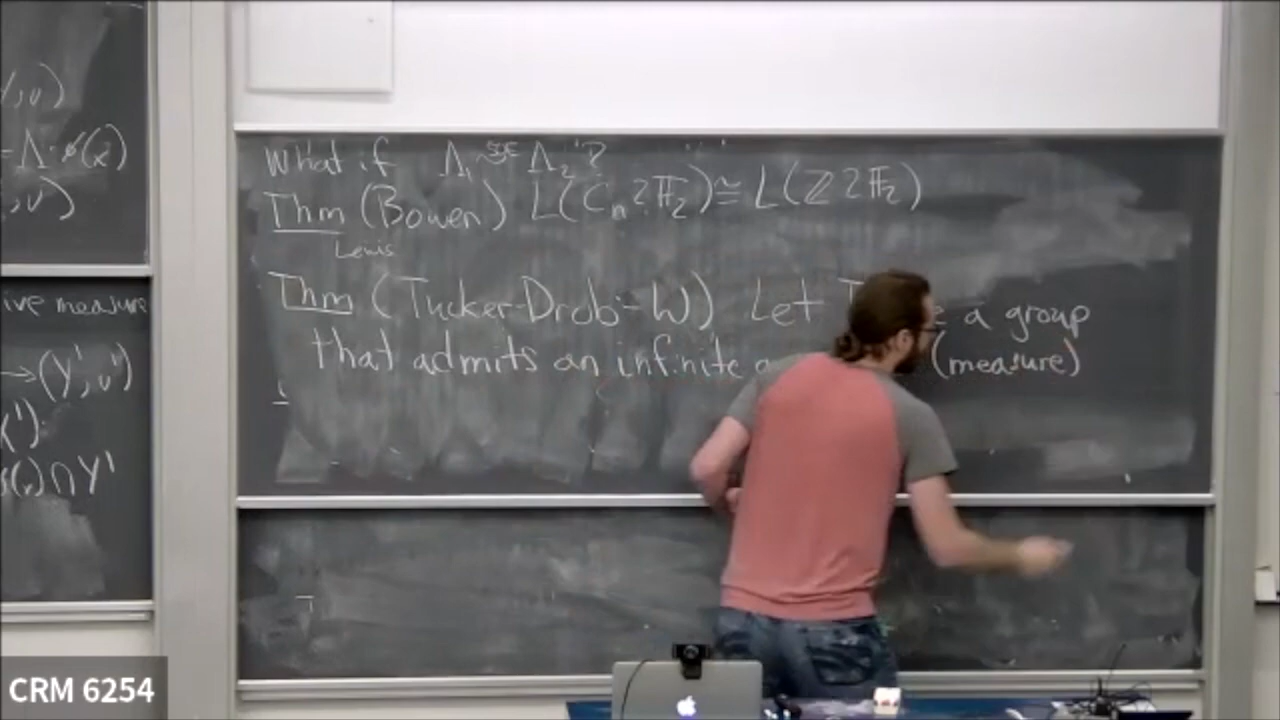 ,ν)
Λ·φ(x)
,ν)
ive measure
→(Y',ν')
(x)∩Y'
What if Λ₁ ~SOE Λ₂ ?
Thm (Bowen) L(Cₙ≀𝔽₂)≅ L(ℤ≀𝔽₂)
Lewis
Thm (Tucker-Drob-W) Let a group
that admits an infinite (measure)
CRM 6254